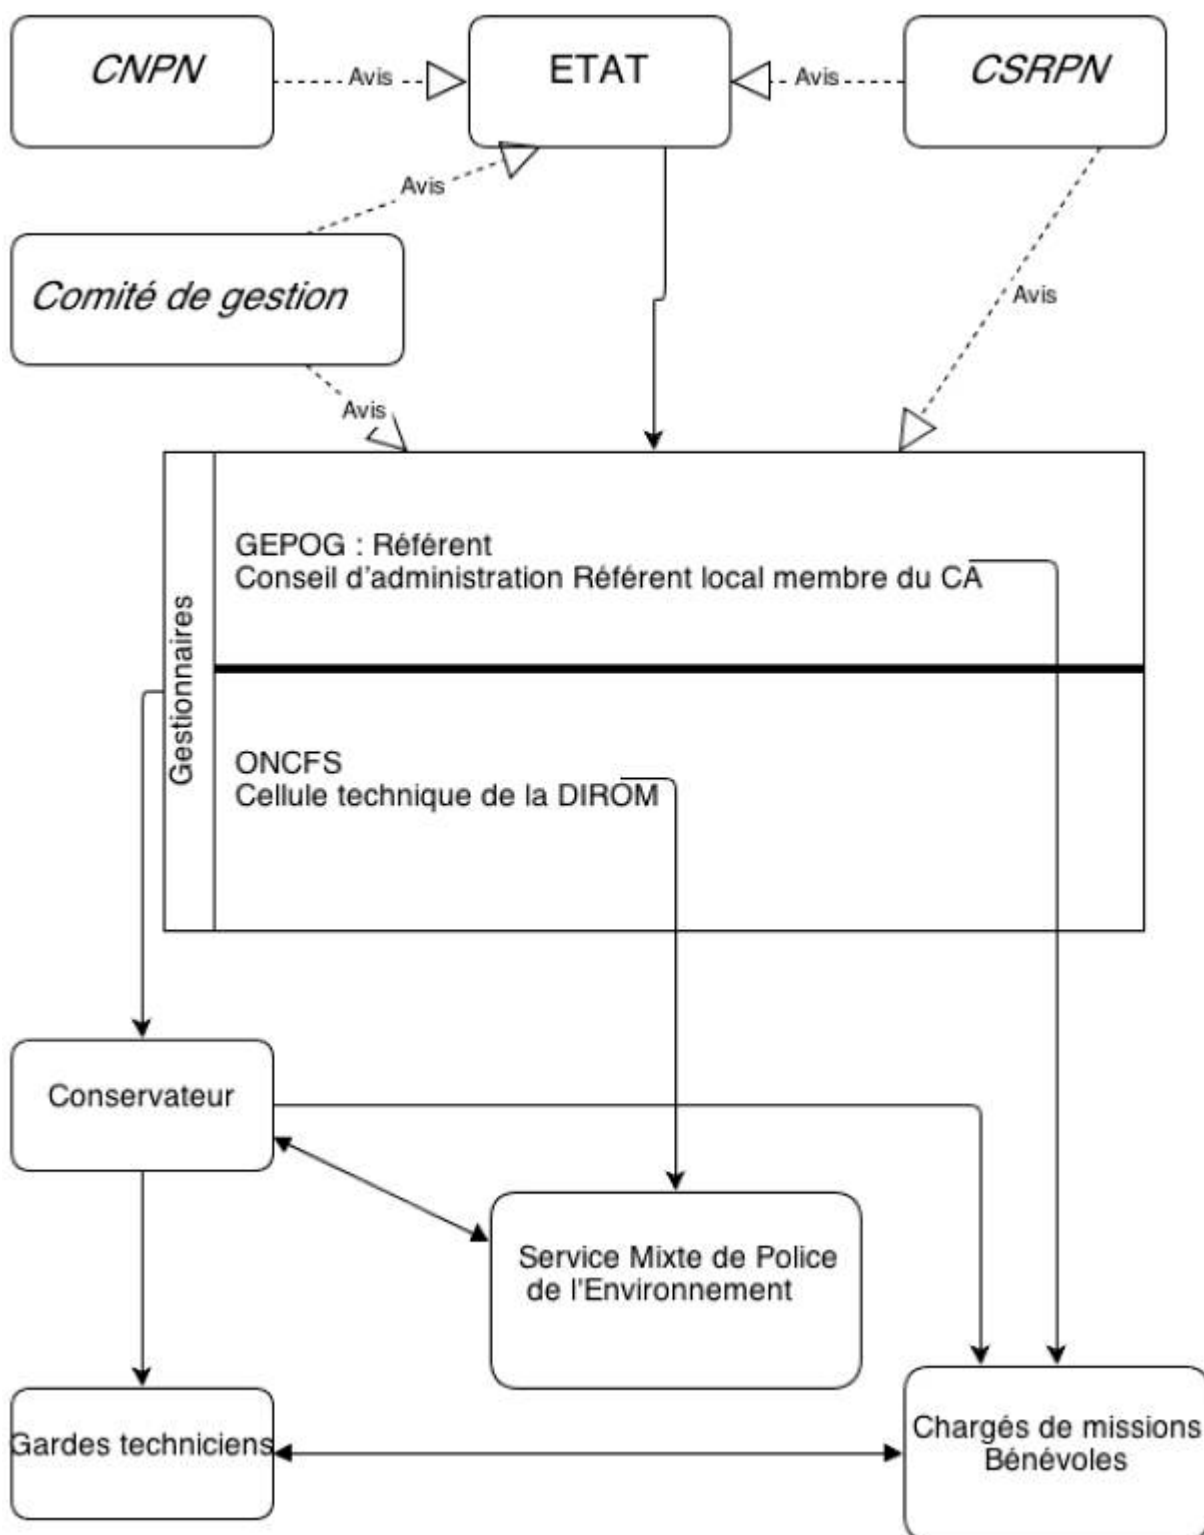 CNPN
Avis
ETAT
Avis
CSRPN
Avis
Comité de gestion
Avis
Avis
Gestionnaires
GEPOG : Référent
Conseil d'administration Référent local membre du CA
ONCFS
Cellule technique de la DIROM
Conservateur
Service Mixte de Police
de l'Environnement
Gardes techniciens
Chargés de missions
Bénévoles